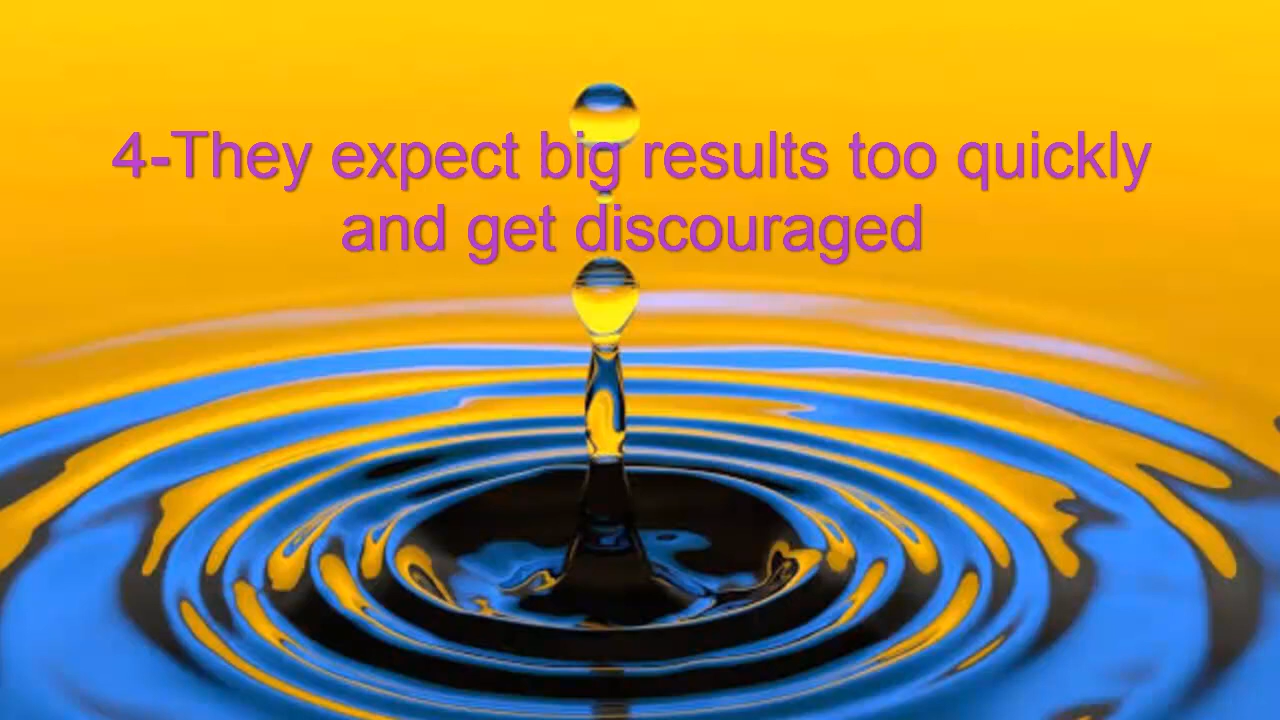 4-They expect big results too quickly
and get discouraged